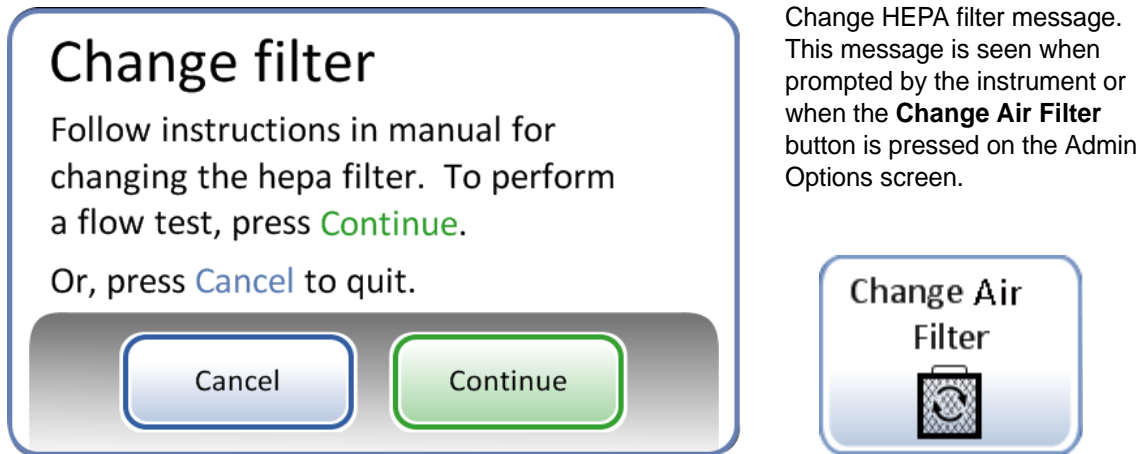 Change filter
Follow instructions in manual for
changing the hepa filter.  To perform
a flow test, press Continue.
Or, press Cancel to quit.
Cancel
Continue
Change HEPA filter message.
This message is seen when
prompted by the instrument or
when the Change Air Filter
button is pressed on the Admin
Options screen.
Change Air
Filter